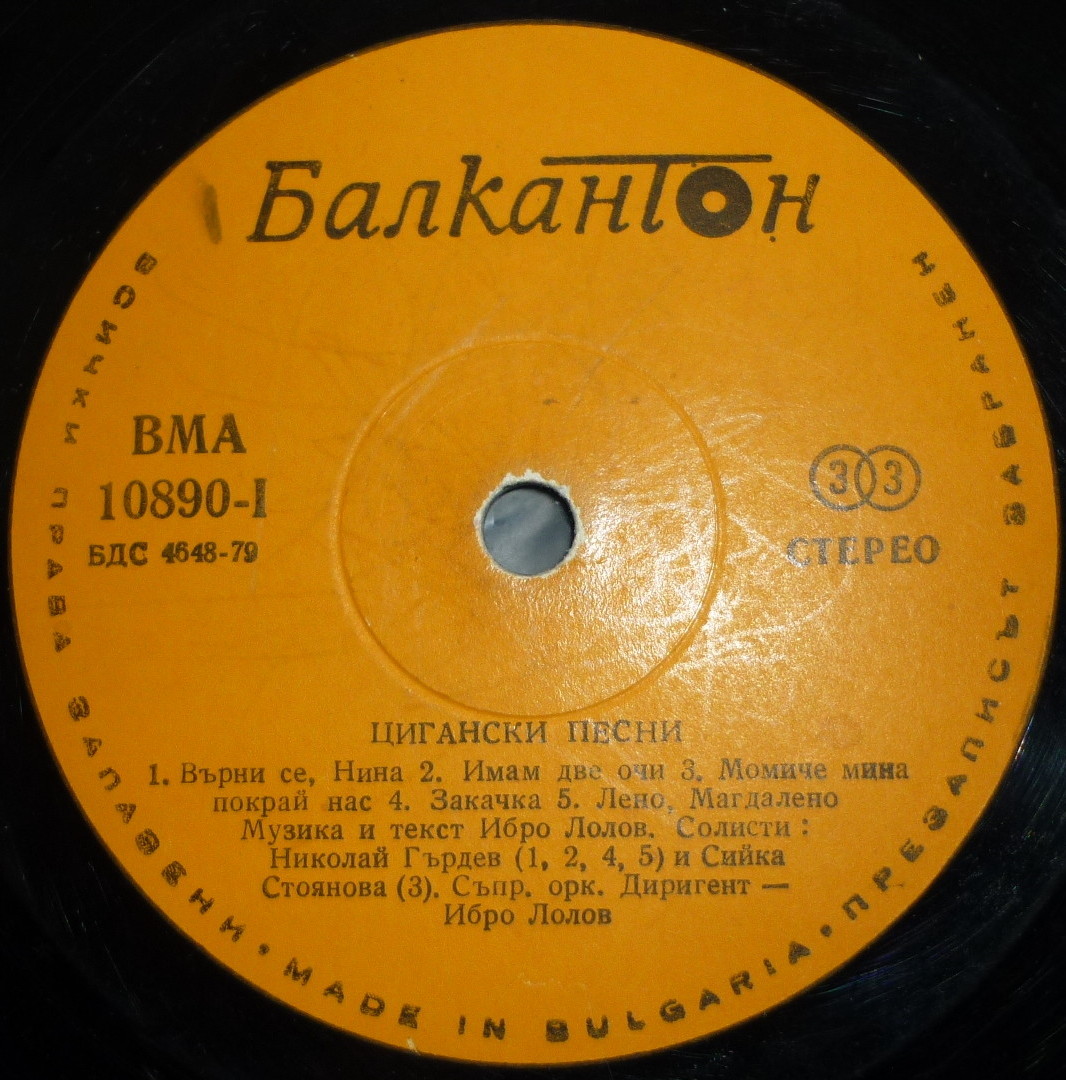 Балкантон
ВМА
10890-I
БДС 4648-79
33
СТЕРЕО
ЦИГАНСКИ ПЕСНИ
1. Върни се, Нина 2. Имам две очи 3. Момиче мина
покрай нас 4. Закачка 5. Лено, Магдалено
Музика и текст Ибро Лолов. Солисти :
Николай Гърдев (1, 2, 4, 5) и Сийка
Стоянова (3). Съпр. орк. Диригент —
Ибро Лолов
ВСИЧКИ ПРАВА ЗАПАЗЕНИ • MADE IN BULGARIA • ПРЕЗАПИСЪТ ЗАБРАНЕН